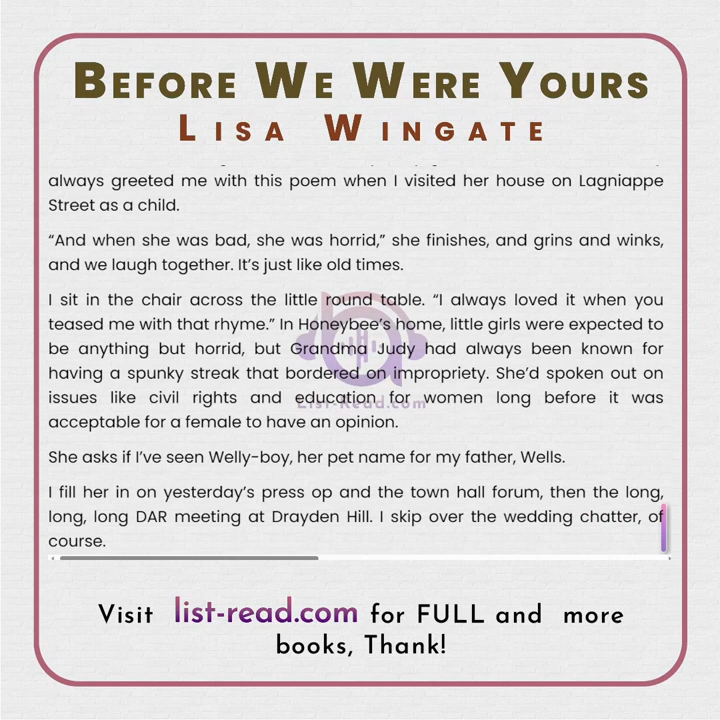 BEFORE WE WERE YOURS
LISA WINGATE
always greeted me with this poem when I visited her house on Lagniappe
Street as a child.
“And when she was bad, she was horrid,” she finishes, and grins and winks,
and we laugh together. It’s just like old times.
I sit in the chair across the little round table. “I always loved it when you
teased me with that rhyme.” In Honeybee’s home, little girls were expected to
be anything but horrid, but Grandma Judy had always been known for
having a spunky streak that bordered on impropriety. She’d spoken out on
issues like civil rights and education for women long before it was
List-Read.com
acceptable for a female to have an opinion.
She asks if I’ve seen Welly-boy, her pet name for my father, Wells.
I fill her in on yesterday’s press op and the town hall forum, then the long,
long, long DAR meeting at Drayden Hill. I skip over the wedding chatter, of
course.
Visit list-read.com for FULL and more
books, Thank!